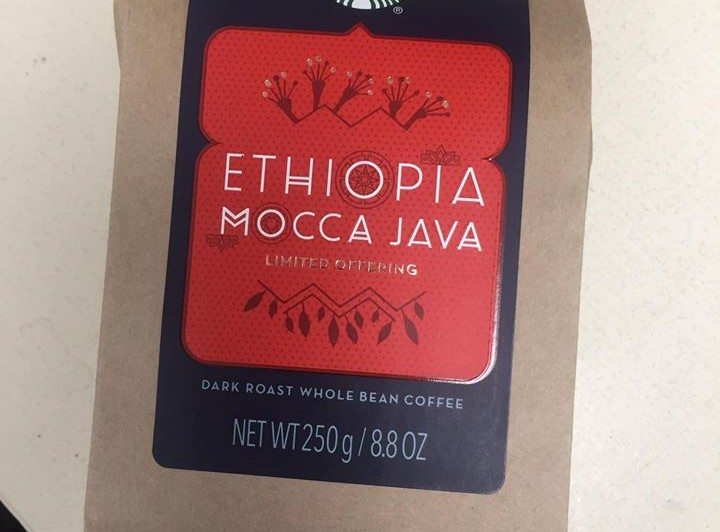 ®
ETHIOPIA
MOCCA JAVA
LIMITED OFFERING
DARK ROAST WHOLE BEAN COFFEE
NET WT 250 g / 8.8 OZ